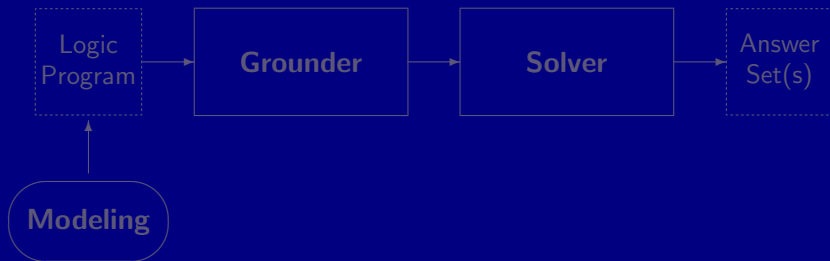 Logic
Program
Grounder
Solver
Answer
Set(s)
Modeling